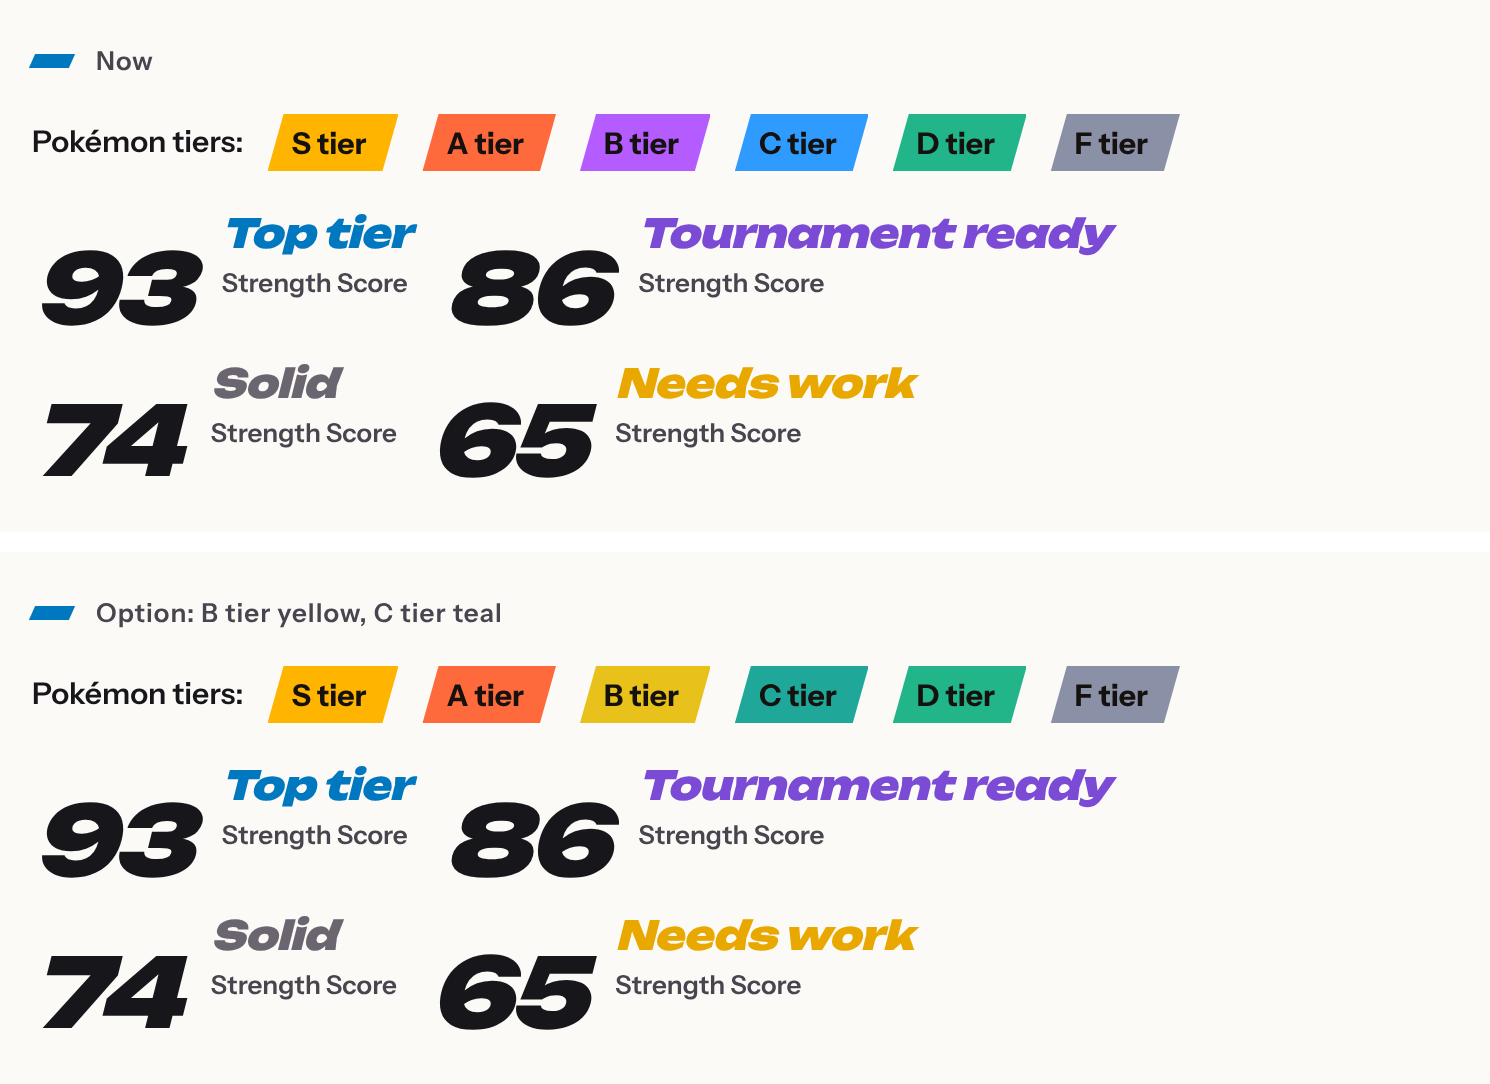 Now
Pokémon tiers: S tier A tier B tier C tier D tier F tier
93 Top tier
Strength Score
86 Tournament ready
Strength Score
74 Solid
Strength Score
65 Needs work
Strength Score
Option: B tier yellow, C tier teal
Pokémon tiers: S tier A tier B tier C tier D tier F tier
93 Top tier
Strength Score
86 Tournament ready
Strength Score
74 Solid
Strength Score
65 Needs work
Strength Score